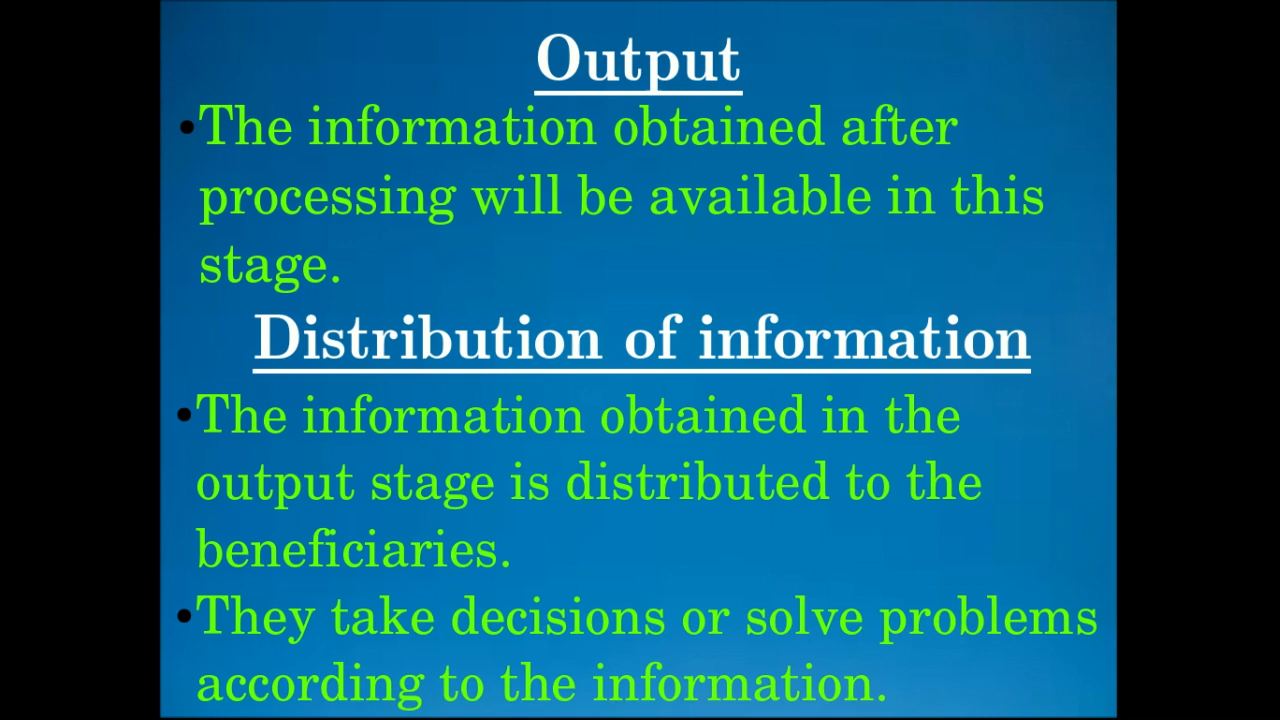 Output
•The information obtained after
processing will be available in this
stage.
Distribution of information
•The information obtained in the
output stage is distributed to the
beneficiaries.
•They take decisions or solve problems
according to the information.